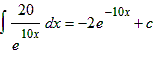 ∫ 20/e^{10x} dx = −2e^{−10x} + c